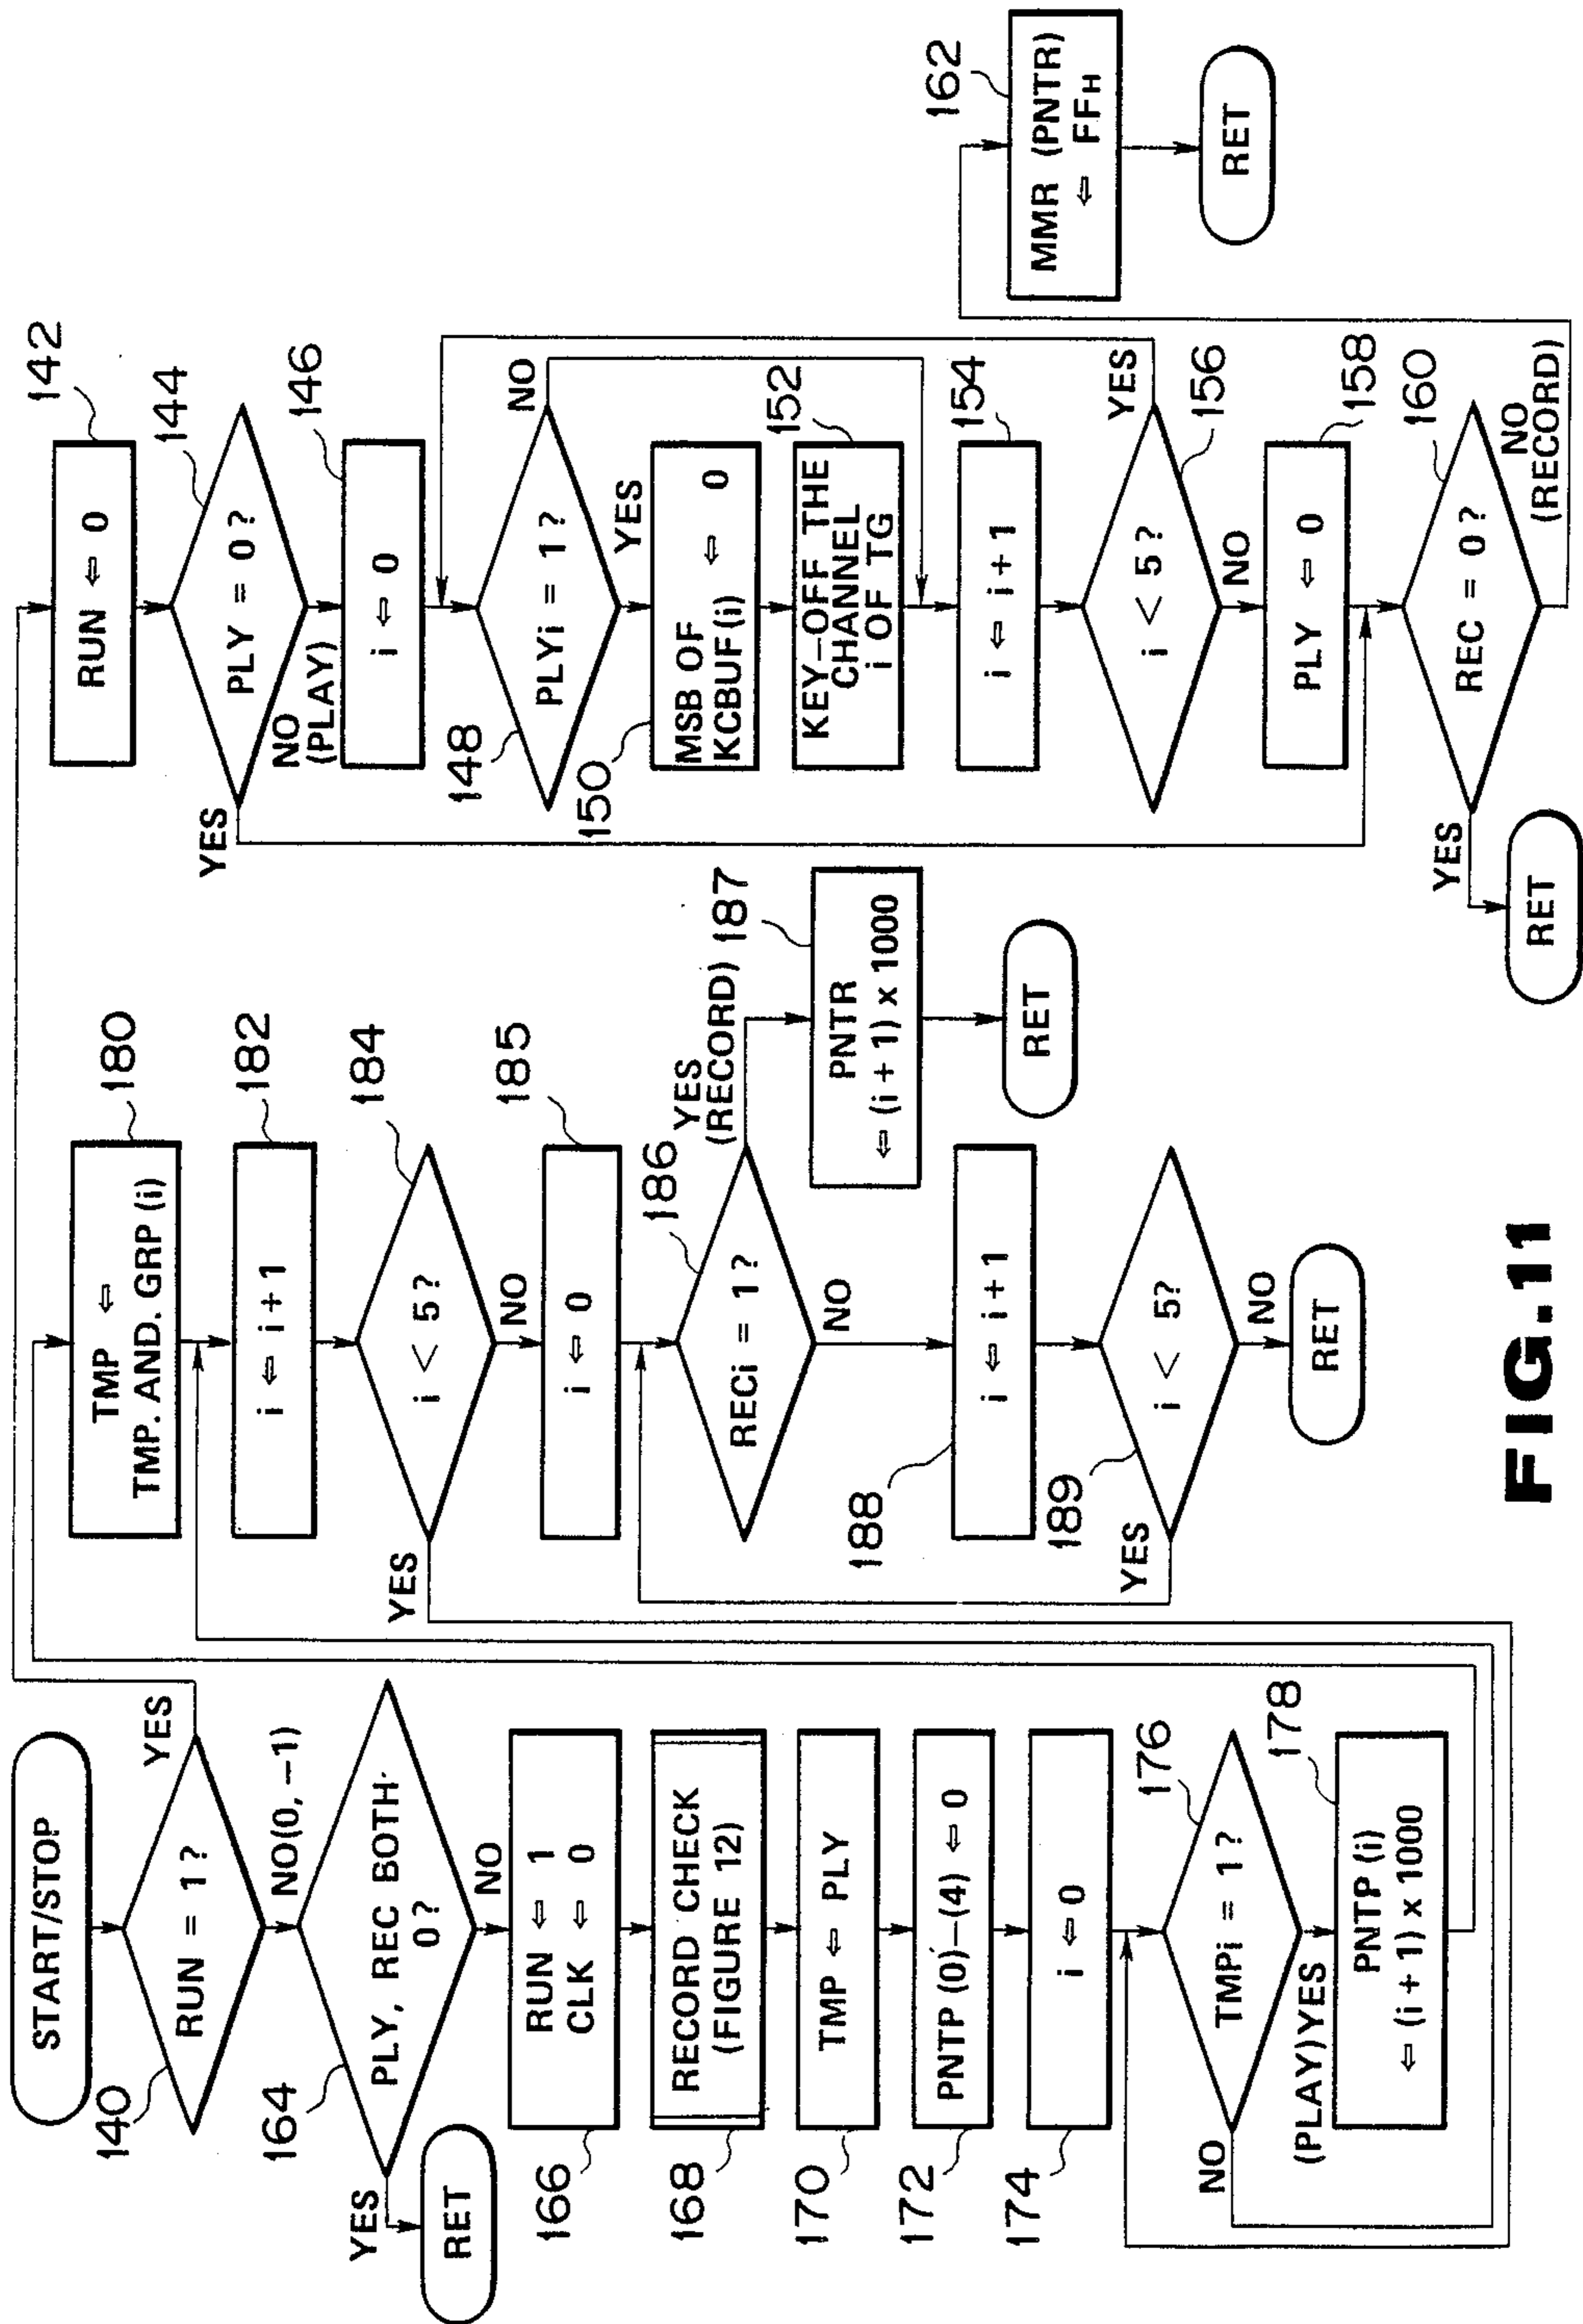 START/STOP
140
RUN = 1?
YES
NO(0, –1)
164
PLY, REC BOTH
0?
YES
RET
NO
166
RUN ⇐ 1
CLK ⇐ 0
168
RECORD CHECK
(FIGURE 12)
170
TMP ⇐ PLY
172
PNTP (0)–(4) ⇐ 0
174
i ⇐ 0
176
TMPi = 1?
NO
(PLAY)YES
178
PNTP (i)
⇐ (i + 1) x 1000
180
TMP ⇐
TMP. AND. GRP (i)
182
i ⇐ i + 1
184
i < 5?
YES
NO
185
i ⇐ 0
186
RECi = 1?
YES
(RECORD)
187
PNTR
⇐ (i + 1) x 1000
RET
NO
188
i ⇐ i + 1
189
i < 5?
YES
NO
RET
142
RUN ⇐ 0
144
PLY = 0?
YES
NO
(PLAY)
146
i ⇐ 0
148
PLYi = 1?
NO
YES
150
MSB OF
KCBUF(i) ⇐ 0
152
KEY–OFF THE
CHANNEL
i OF TG
154
i ⇐ i + 1
156
i < 5?
YES
NO
158
PLY ⇐ 0
160
REC = 0?
YES
RET
NO
(RECORD)
162
MMR (PNTR)
⇐ FFH
RET
FIG.11